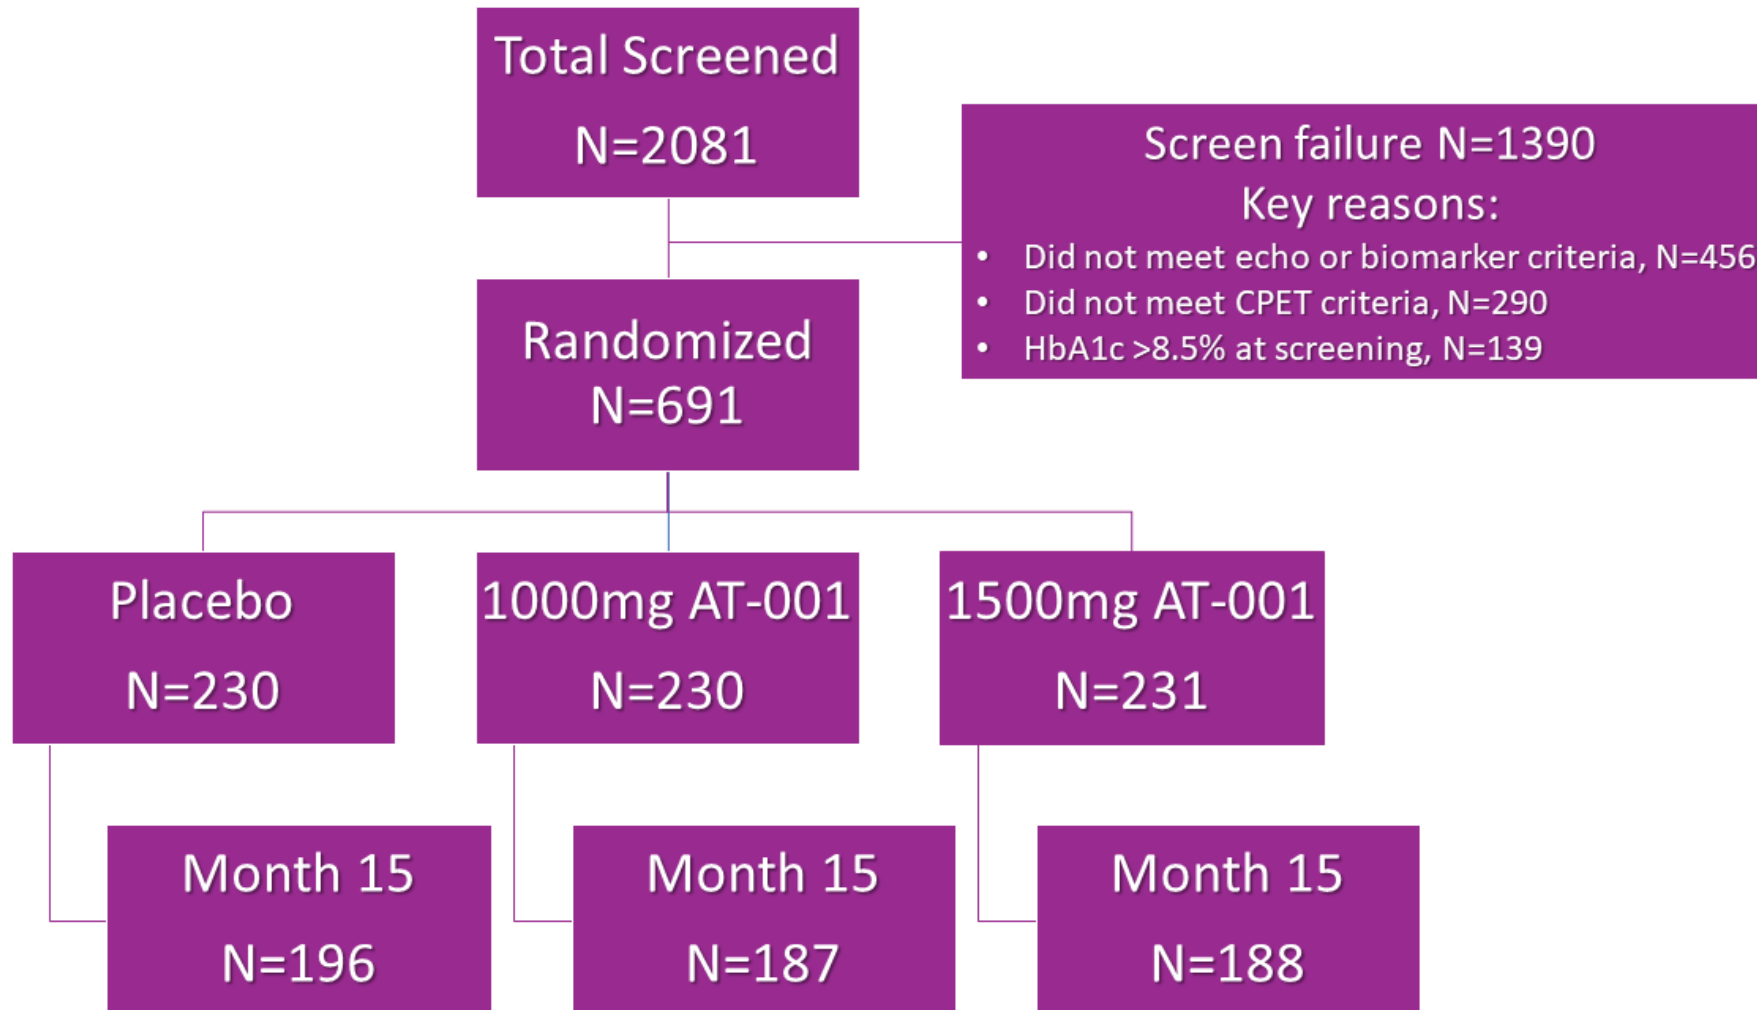 Total Screened
N=2081
Screen failure N=1390
Key reasons:
• Did not meet echo or biomarker criteria, N=456
• Did not meet CPET criteria, N=290
• HbA1c >8.5% at screening, N=139
Randomized
N=691
Placebo
N=230
1000mg AT-001
N=230
1500mg AT-001
N=231
Month 15
N=196
Month 15
N=187
Month 15
N=188